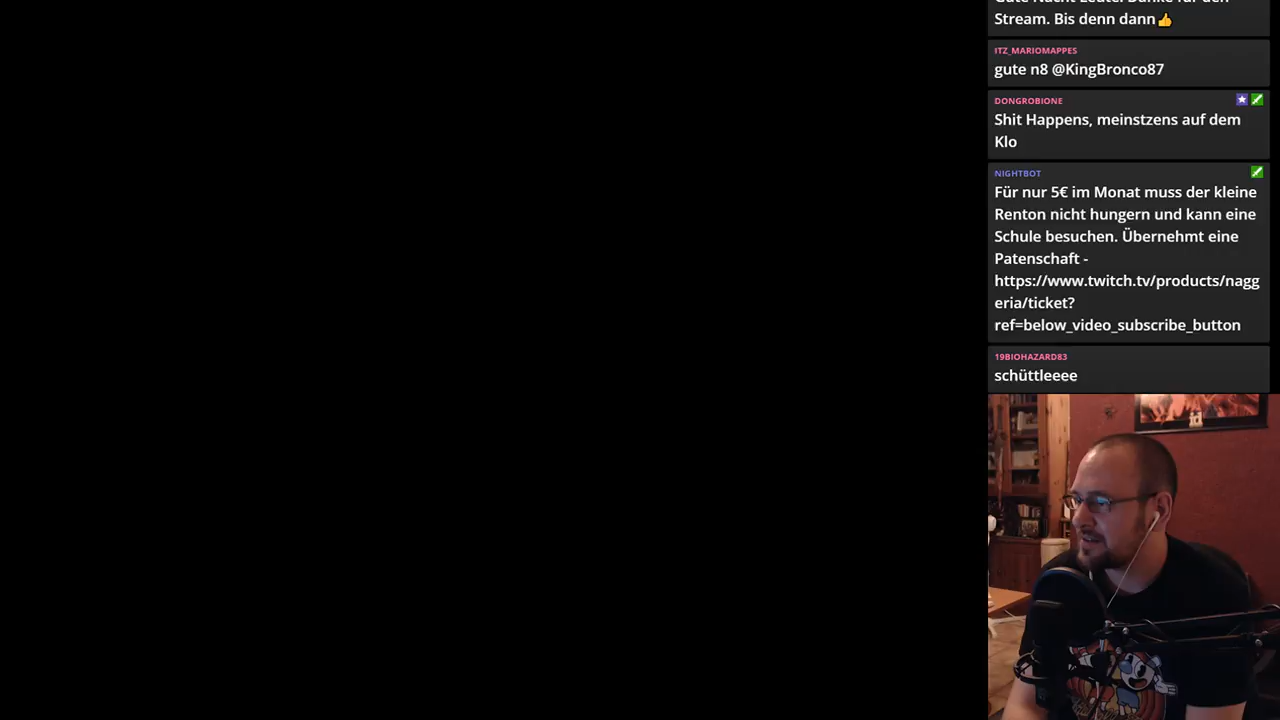 Stream. Bis denn dann👍
ITZ_MARIOMAPPES
gute n8 @KingBronco87
DONGROBIONE
Shit Happens, meinstzens auf dem
Klo
NIGHTBOT
Für nur 5€ im Monat muss der kleine
Renton nicht hungern und kann eine
Schule besuchen. Übernehmt eine
Patenschaft -
https://www.twitch.tv/products/nagg
eria/ticket?
ref=below_video_subscribe_button
19BIOHAZARD83
schüttleeee